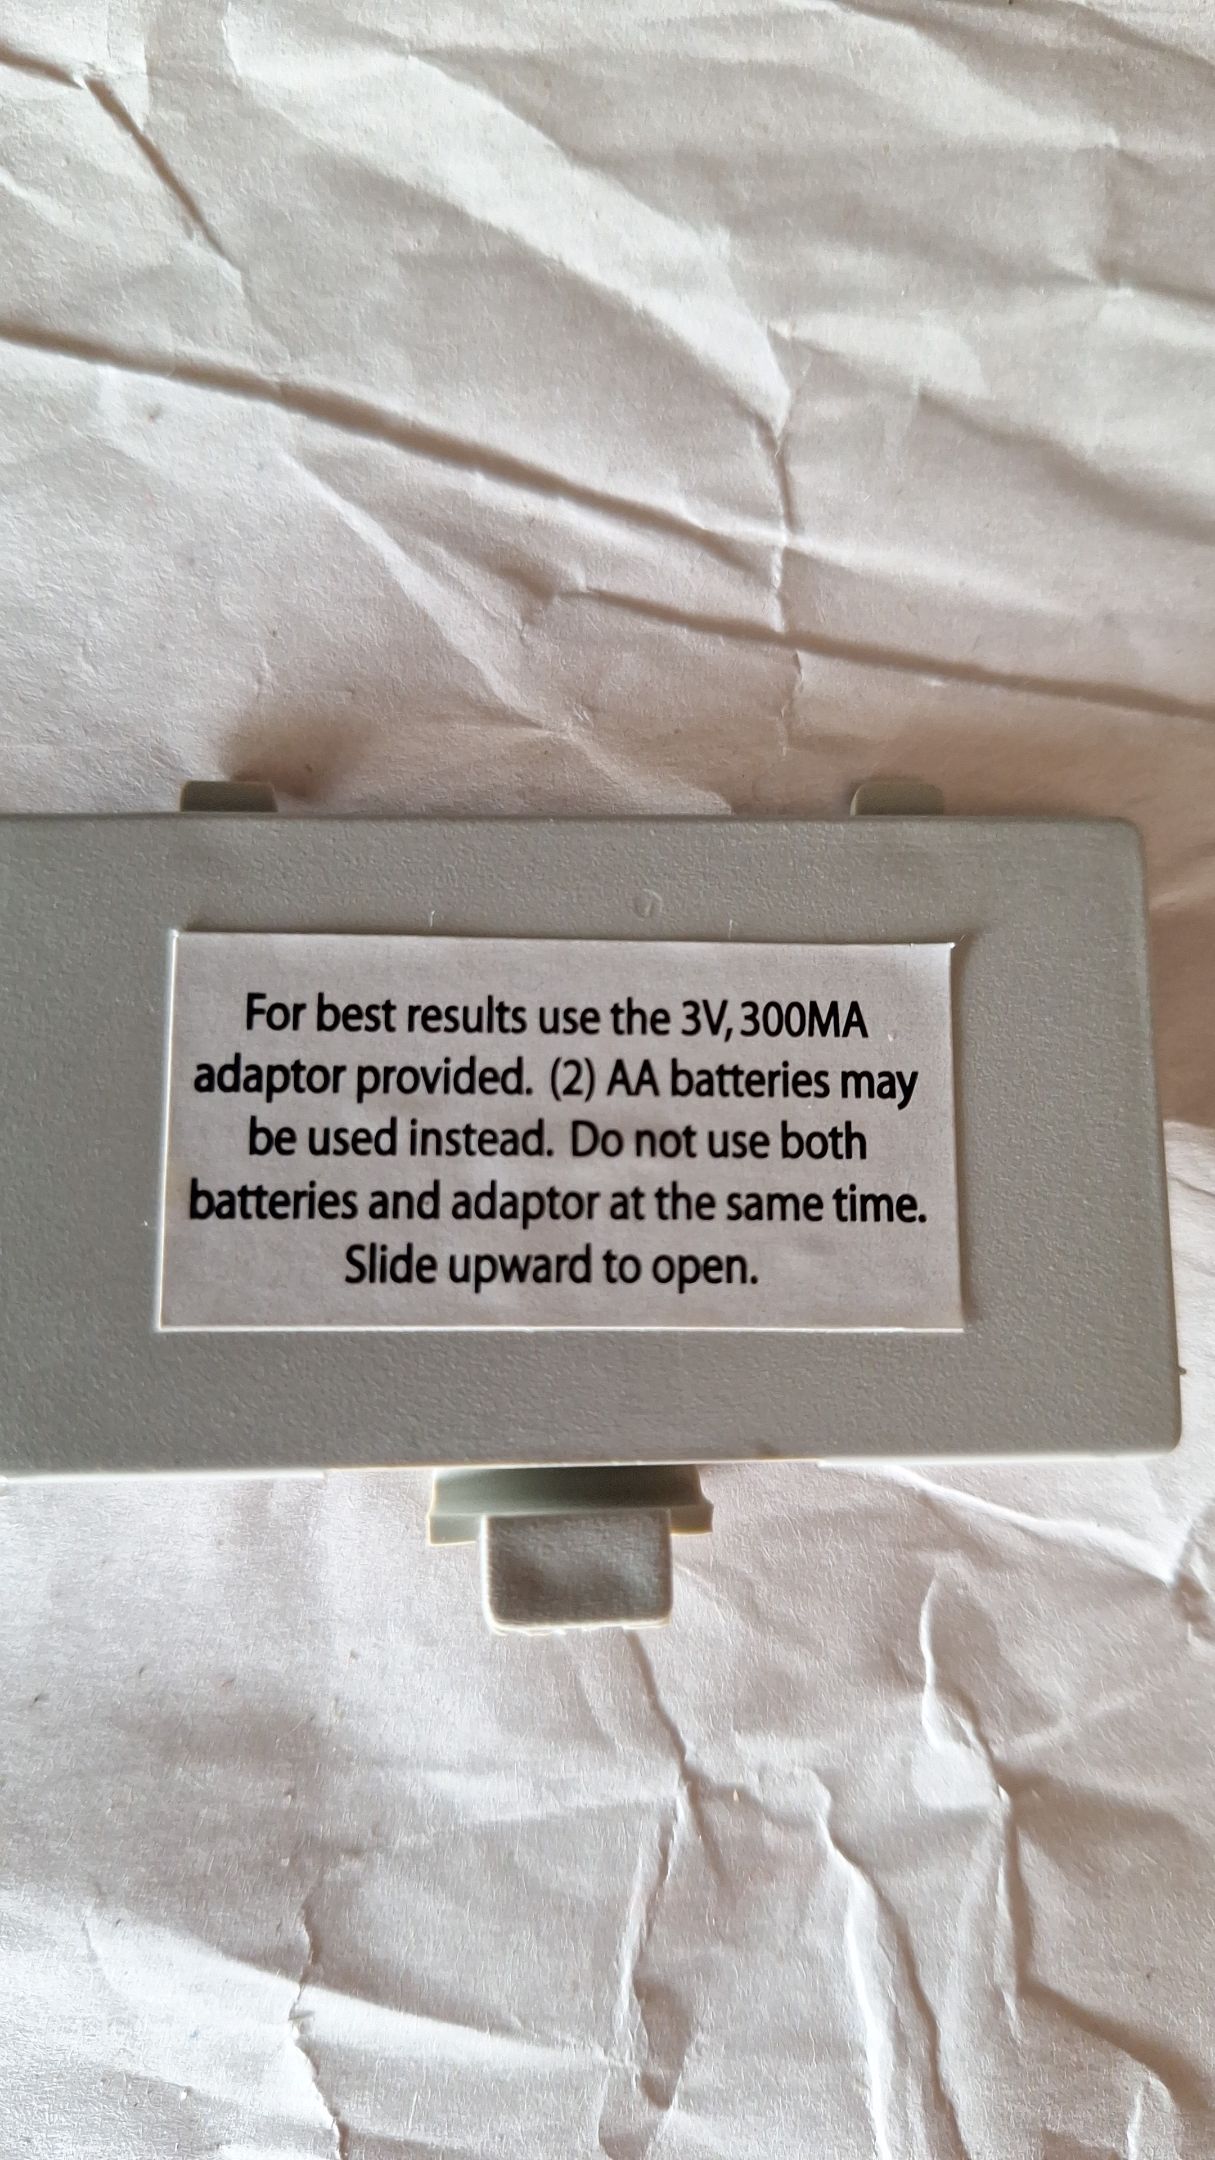 For best results use the 3V, 300MA
adaptor provided. (2) AA batteries may
be used instead. Do not use both
batteries and adaptor at the same time.
Slide upward to open.